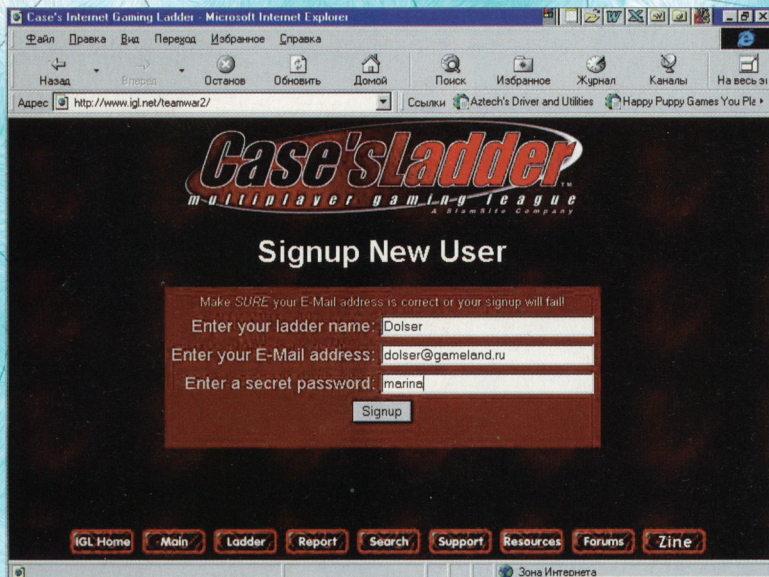 Case's Internet Gaming Ladder - Microsoft Internet Explorer
Файл Правка Вид Переход Избранное Справка
Назад Вперед Останов Обновить Домой Поиск Избранное Журнал Каналы На весь э
Адрес http://www.igl.net/teamwar2/ Ссылки Aztech's Driver and Utilities Happy Puppy Games You Pla
Case'sLadder™
multiplayer gaming league
A SlamSite Company
Signup New User
Make SURE your E-Mail address is correct or your signup will fail!
Enter your ladder name: Dolser
Enter your E-Mail address: dolser@gameland.ru
Enter a secret password: marina
Signup
IGL Home Main Ladder Report Search Support Resources Forums Zine
Зона Интернета